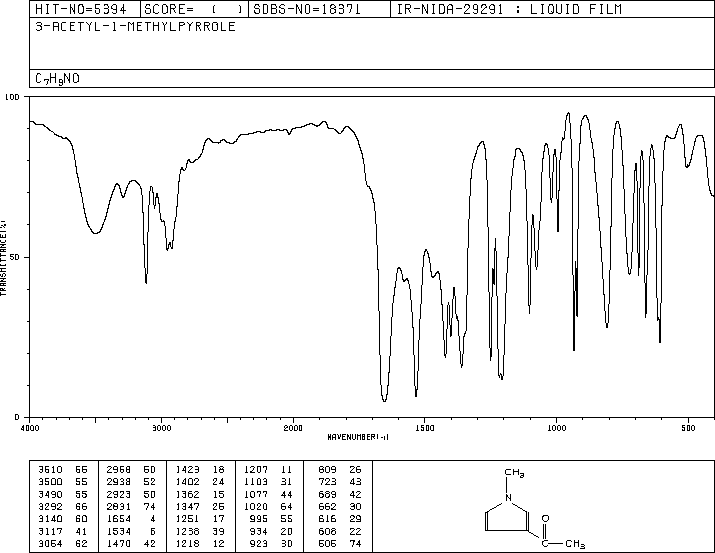 HIT-NO=5394 SCORE= ( ) SDBS-NO=18371 IR-NIDA-29291 : LIQUID FILM
3-ACETYL-1-METHYLPYRROLE
C7H9NO
100
50
0
TRANSMITTANCE(%)
4000 3000 2000 1500 1000 500
WAVENUMBER(-1)
3510 66 2958 50 1423 18 1207 11 809 26
3500 55 2938 52 1402 24 1103 31 723 43
3490 55 2923 50 1362 15 1077 44 689 42
3292 66 2831 74 1347 25 1020 64 662 30
3140 60 1654 4 1251 17 995 55 616 29
3117 41 1534 6 1238 39 934 20 608 22
3054 62 1470 42 1218 12 923 30 505 74
CH3
N
O
C
CH3